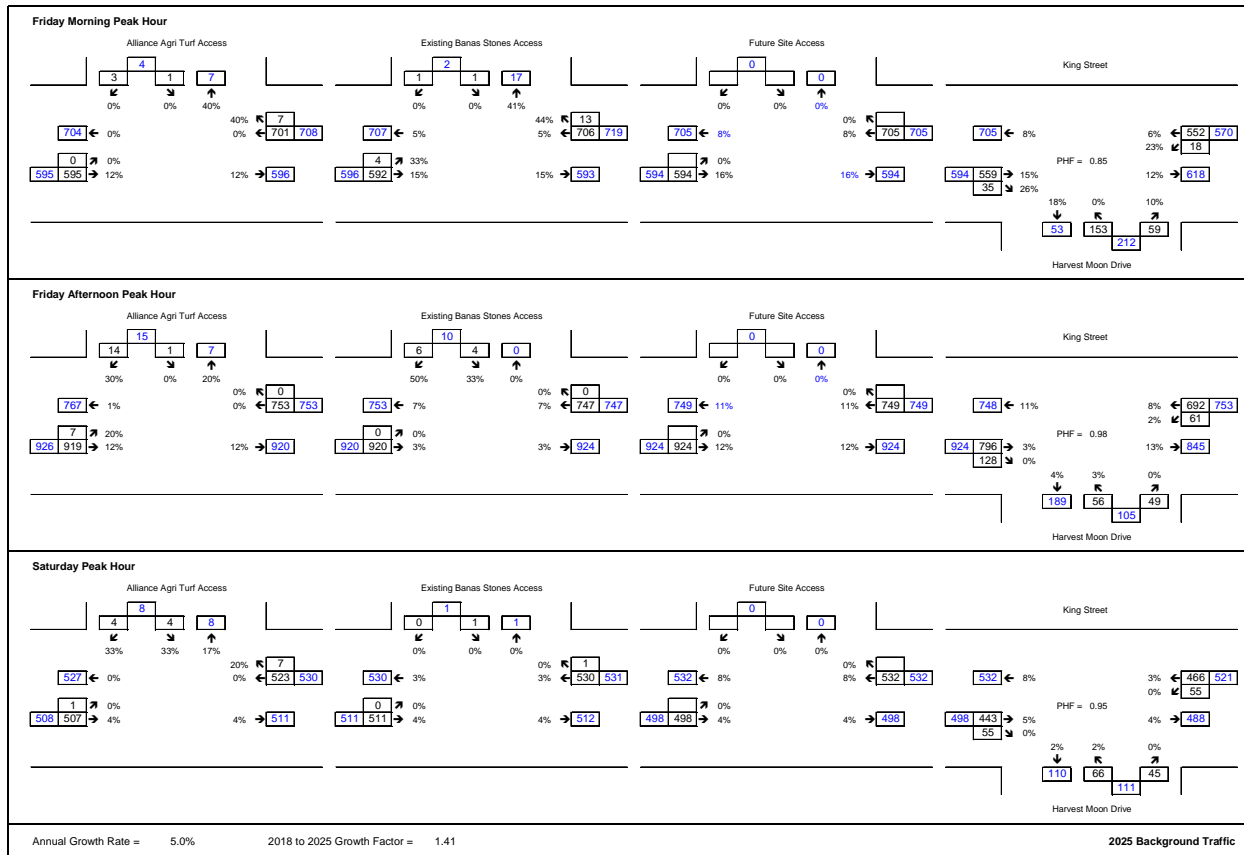 Friday Morning Peak Hour
Alliance Agri Turf Access Existing Banas Stones Access Future Site Access
4 2 0 King Street
3 1 7 1 1 17 0
0% 0% 40% 0% 0% 41% 0% 0% 0%
40% 7 44% 13 0%
704 0% 0% 701 708 707 5% 5% 706 719 705 8% 8% 705 705 705 8% 6% 552 570
23% 18
0 0% 4 33% 0% PHF = 0.85
595 595 12% 12% 596 596 592 15% 15% 593 594 594 16% 16% 594 594 559 15% 12% 618
35 26%
18% 0% 10%
53 153 59
212
Harvest Moon Drive
Friday Afternoon Peak Hour
Alliance Agri Turf Access Existing Banas Stones Access Future Site Access
15 10 0 King Street
14 1 7 6 4 0 0
30% 0% 20% 50% 33% 0% 0% 0% 0%
0% 0 0% 0 0%
767 1% 0% 753 753 753 7% 7% 747 747 749 11% 11% 749 749 748 11% 8% 692 753
2% 61
7 20% 0 0% 0% PHF = 0.98
926 919 12% 12% 920 920 920 3% 3% 924 924 924 12% 12% 924 924 796 3% 13% 845
128 0%
4% 3% 0%
189 56 49
105
Harvest Moon Drive
Saturday Peak Hour
Alliance Agri Turf Access Existing Banas Stones Access Future Site Access
8 1 0 King Street
4 4 8 0 1 1 0
33% 33% 17% 0% 0% 0% 0% 0% 0%
20% 7 0% 1 0%
527 0% 0% 523 530 530 3% 3% 530 531 532 8% 8% 532 532 532 8% 3% 466 521
0% 55
1 0% 0 0% 0% PHF = 0.95
508 507 4% 4% 511 511 511 4% 4% 512 498 498 4% 4% 498 498 443 5% 4% 488
55 0%
2% 2% 0%
110 66 45
111
Harvest Moon Drive
Annual Growth Rate = 5.0% 2018 to 2025 Growth Factor = 1.41 2025 Background Traffic